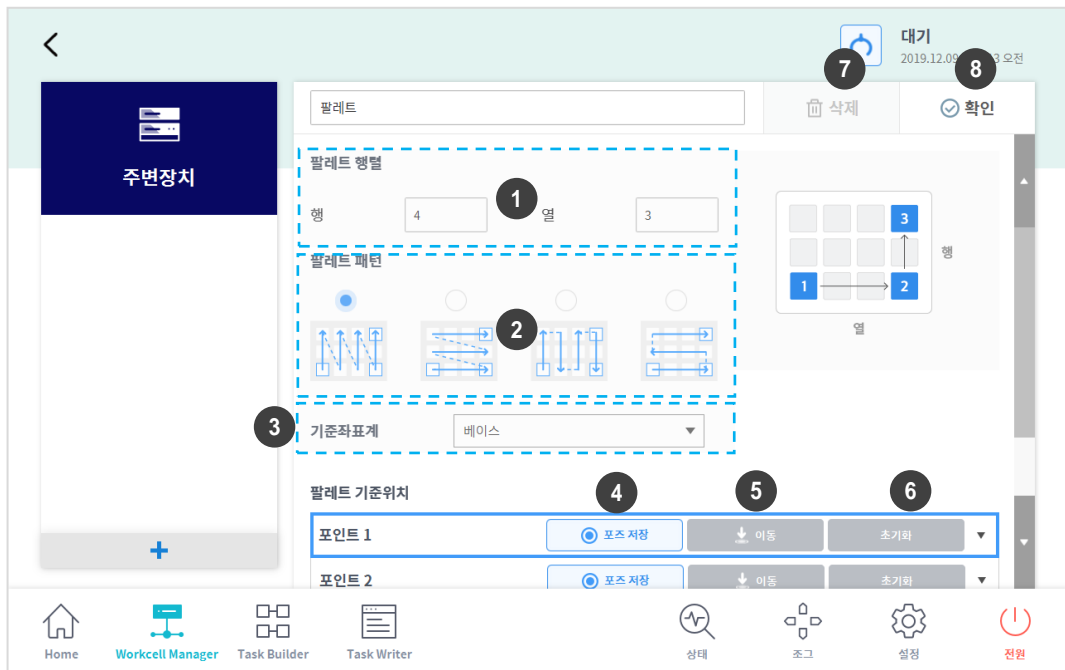 대기
2019.12.09 3 오전
7
8
주변장치
팔레트
삭제
확인
팔레트 행렬
행
4
1
열
3
팔레트 패턴
2
3
행
1
2
열
3
기준좌표계
베이스
팔레트 기준위치
4
5
6
포인트 1
포즈 저장
이동
초기화
포인트 2
포즈 저장
이동
초기화
+
Home
Workcell Manager
Task Builder
Task Writer
상태
조그
설정
전원